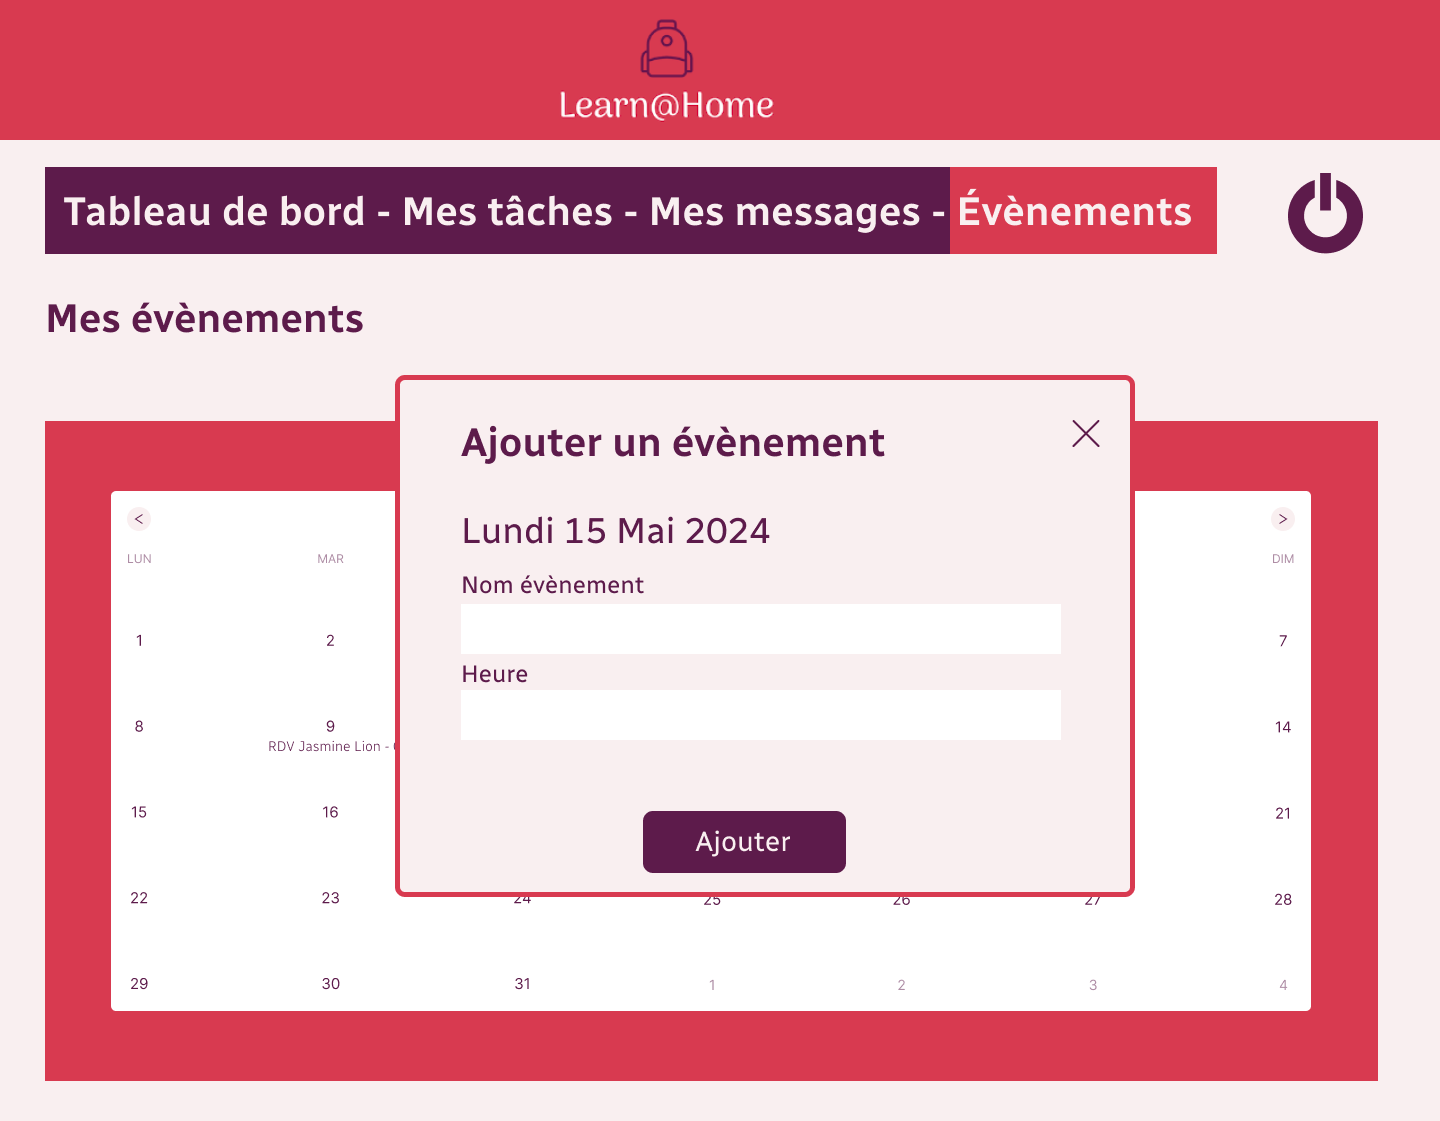 Learn@Home
Tableau de bord - Mes tâches - Mes messages - Évènements
Mes évènements
Ajouter un évènement
Lundi 15 Mai 2024
Nom évènement
Heure
Ajouter
< >
LUN MAR DIM
1 2 7
8 9 14
RDV Jasmine Lion -
15 16 21
22 23 24 25 26 27 28
29 30 31 1 2 3 4